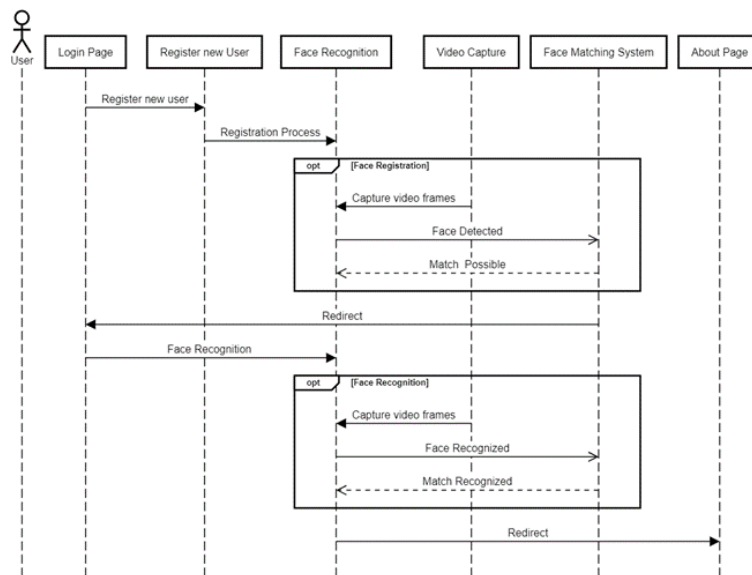 User
Login Page
Register new User
Face Recognition
Video Capture
Face Matching System
About Page
Register new user
Registration Process
opt [Face Registration]
Capture video frames
Face Detected
Match Possible
Redirect
Face Recognition
opt [Face Recognition]
Capture video frames
Face Recognized
Match Recognized
Redirect